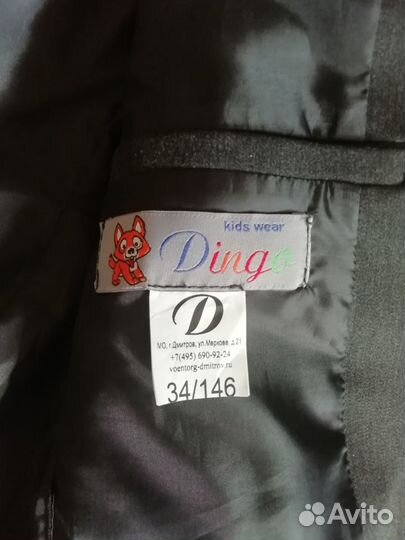 kids wear
Dingo
D
МО, г.Дмитров, ул.Маркова, д.21
+7(495) 690-92-24
voentorg-dmitrov.ru
34/146
Avito